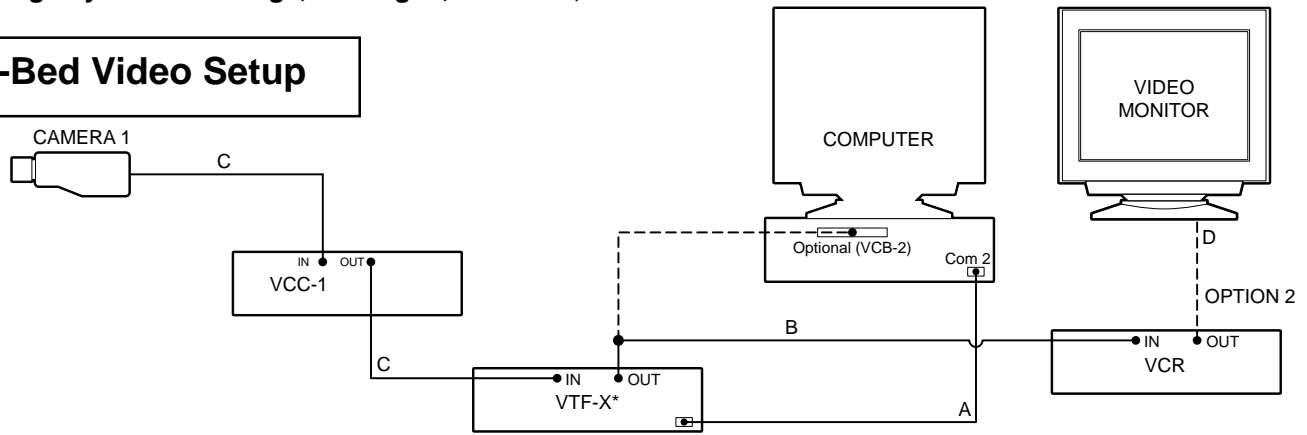 -Bed Video Setup
CAMERA 1
C
IN OUT
VCC-1
C
IN OUT
VTF-X*
COMPUTER
Optional (VCB-2)
Com 2
B
A
VIDEO
MONITOR
D
OPTION 2
IN OUT
VCR